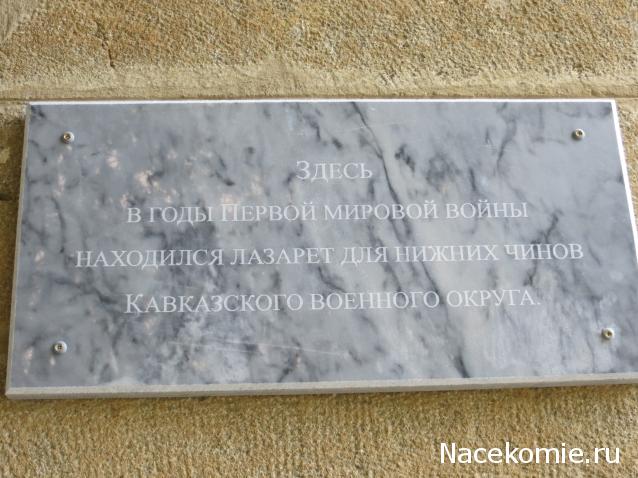 Здесь
в годы Первой мировой войны
находился лазарет для нижних чинов
Кавказского военного округа.
Nacekomie.ru